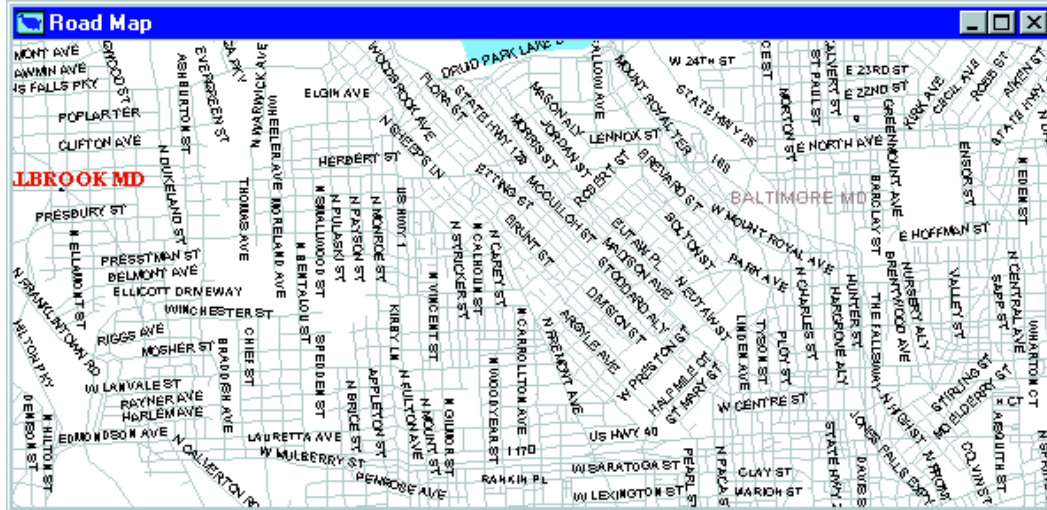 Road Map
MONT AVE
AWMIN AVE
NS FALLS PKY
POPLARTER
CLIFTON AVE
LLBROOK MD
PRESBURY ST
N ELLAMONT ST
PRESSTMAN ST
BELMONT AVE
ELLICOTT DRIVEWAY
WINCHESTER ST
N FRANKLINTOWN RD
HILTON PKY
RIGGS AVE
MOSHER ST
W LANVALE ST
RAYNER AVE
HARLEM AVE
EDMONDSON AVE
DENISON ST
N HILTON ST
N CALVERTON RD
BRADDISH AVE
CHIEF ST
ASHBURTON ST
EVERGREEN ST
N DUKELAND ST
THOMAS AVE
N WARWICK AVE
WHEELER AVE
MORELAND AVE
ELGIN AVE
HERBERT ST
N SMALLWOOD ST
N BENTALOU ST
N PULASKI ST
N PAYSON ST
N MONROE ST
US HWY 1
SPEDDEN ST
KIRBY LN
N VINCENT ST
N BRICE ST
APPLETON ST
N FULTON AVE
N MOUNT ST
N GILMOR ST
LAURETTA AVE
W MULBERRY ST
PENROSE AVE
WOODBROOK AVE
N SHEEPS LN
FLORA ST
STATE HWY 129
DRUID PARK LAKE D
MASON ALY
JORDAN ST
MORRIS ST
ETTING ST
MCCULLOH ST
ROBERT ST
BRUNT ST
N STRICKER ST
N CALHOUN ST
N CAREY ST
N CARROLLTON AVE
N WOODYEAR ST
N FREMONT AVE
ARGYLE AVE
DIVISION ST
STODDARD ALY
MADISON AVE
EUTAW PL
BOLTON ST
BREVARD ST
LENNOX ST
CALLOW AVE
MOUNT ROYAL TER
W 24TH ST
STATE HWY 25
I 83
BALTIMORE MD
W MOUNT ROYAL AVE
PARK AVE
N EUTAW ST
W PRESTON ST
HALF MILE CT
ST MARY ST
LINDEN AVE
TYSON ST
PLOY ST
N CHARLES ST
HARGROVE ALY
HUNTER ST
THE FALLSWAY
W CENTRE ST
US HWY 40
I 170
RANKIN PL
W SARATOGA ST
W LEXINGTON ST
PEARL ST
N PACA ST
CLAY ST
MARION ST
STATE HWY
DAVIS S
JONES FALLS EXPY
N HIGH ST
N FRONT
MORTON ST
ST PAUL ST
CALVERT ST
E 23RD ST
E 22ND ST
E NORTH AVE
GREENMOUNT AVE
KIRK AVE
CECIL AVE
ROBB ST
AIKEN ST
STATE HWY
ENSOR ST
N EDEN ST
BARCLAY ST
E HOFFMAN ST
BRENTWOOD AVE
NURSERY ALY
VALLEY ST
SAPP ST
N CENTRAL AVE
WHARTON CT
STIRLING ST
MC ELDERRY ST
N AISQUITH ST
COLVIN ST